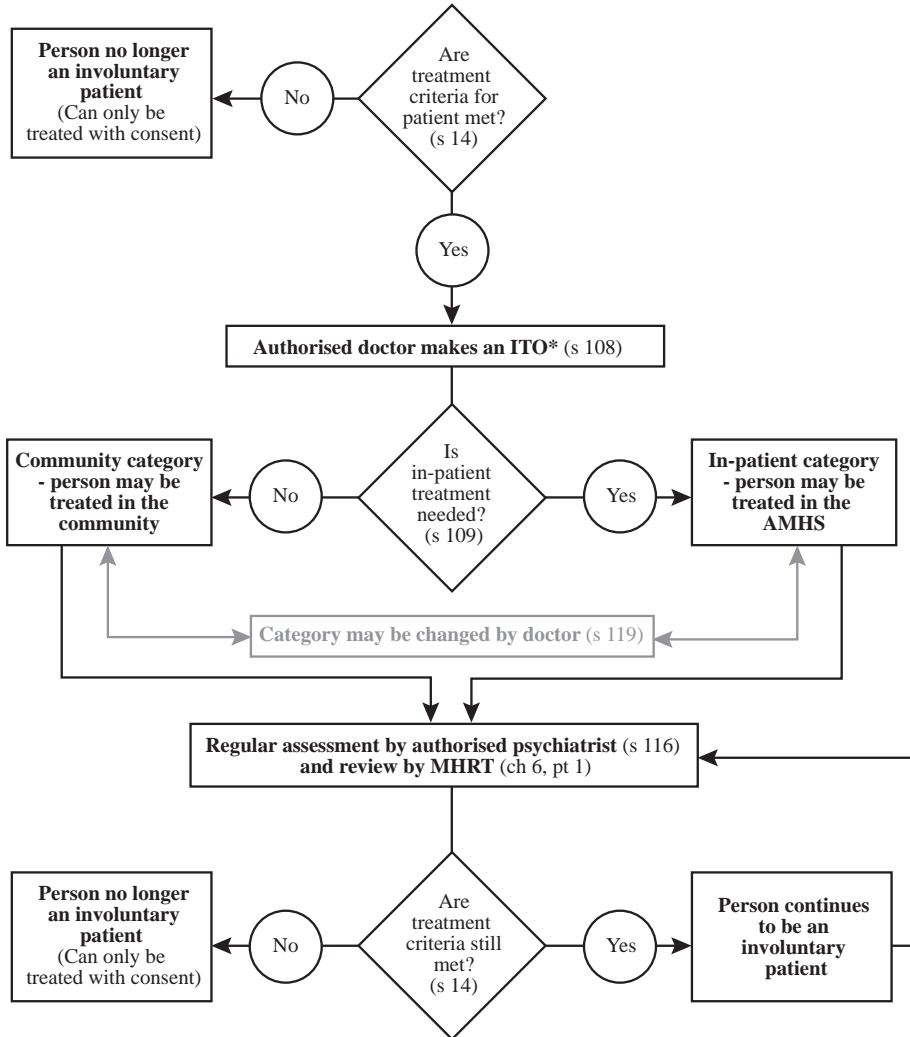 Person no longer
an involuntary
patient
(Can only be
treated with consent)
No
Are
treatment
criteria for
patient met?
(s 14)
Yes
Authorised doctor makes an ITO* (s 108)
Community category
- person may be
treated in the
community
No
Is
in-patient
treatment
needed?
(s 109)
Yes
In-patient category
- person may be
treated in the
AMHS
Category may be changed by doctor (s 119)
Regular assessment by authorised psychiatrist (s 116)
and review by MHRT (ch 6, pt 1)
Person no longer
an involuntary
patient
(Can only be
treated with consent)
No
Are
treatment
criteria still
met?
(s 14)
Yes
Person continues
to be an
involuntary
patient